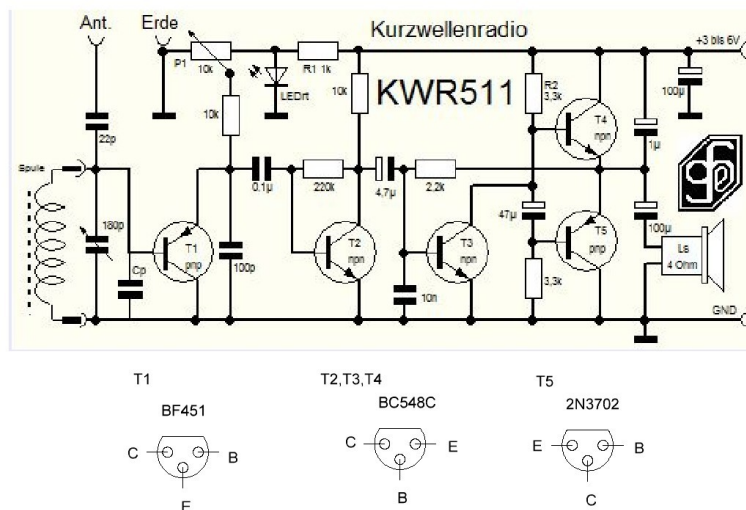 Ant.
Erde
Kurzwellenradio
+3 bis 6V
P1
10k
R1 1k
LEDrt
10k
10k
KWR511
R2
3,3k
T4
npn
100µ
1µ
22p
Spule
0.1µ
220k
4,7µ
2,2k
180p
T1
pnp
Cp
100p
T2
npn
T3
npn
47µ
T5
pnp
100µ
Ls
4 Ohm
10n
3,3k
GND
T1
T2,T3,T4
T5
BF451
BC548C
2N3702
C
B
E
C
E
B
E
B
C